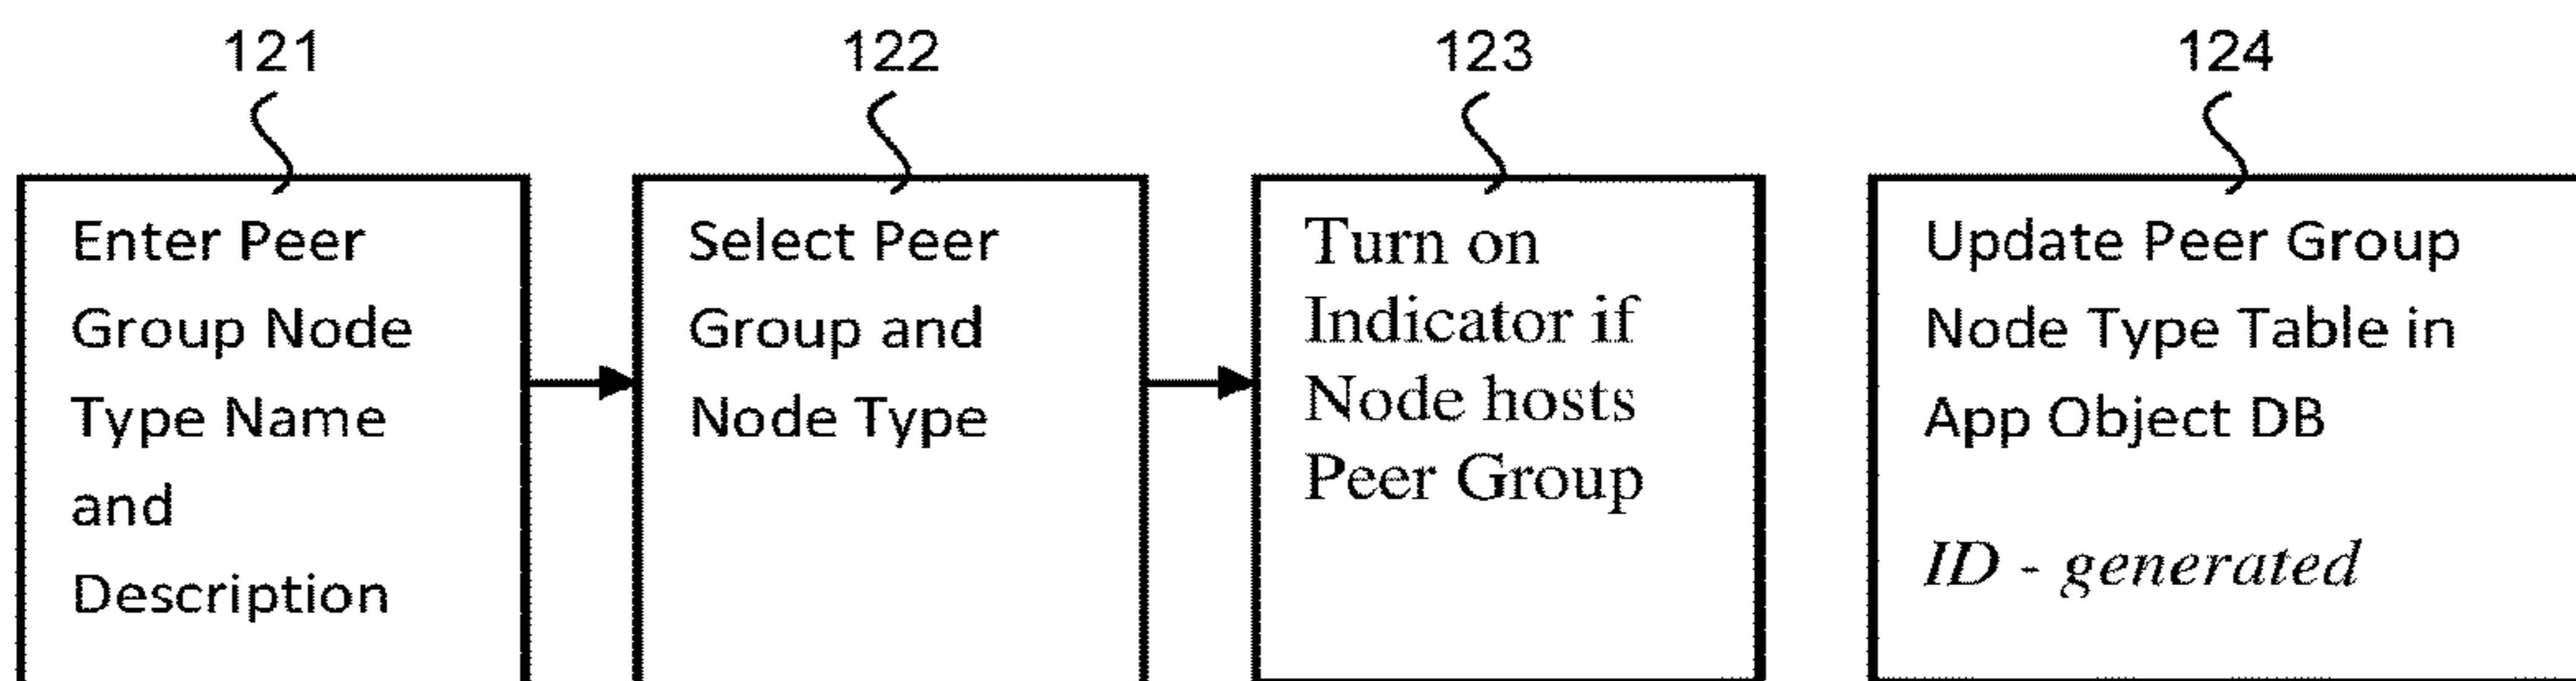 121
122
123
124
Enter Peer
Group Node
Type Name
and
Description
Select Peer
Group and
Node Type
Turn on
Indicator if
Node hosts
Peer Group
Update Peer Group
Node Type Table in
App Object DB
ID - generated